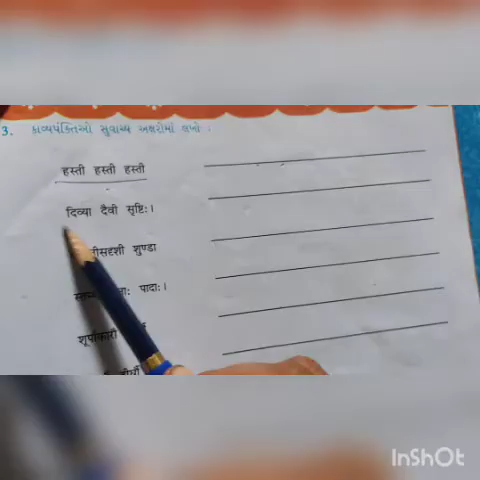 3. કાવ્યપંક્તિઓ સુવાચ્ય અક્ષરોમાં લખો :
हस्ती हस्ती हस्ती
दिव्या दैवी सृष्टिः।
शुण्डा
पादाः।
InShOt